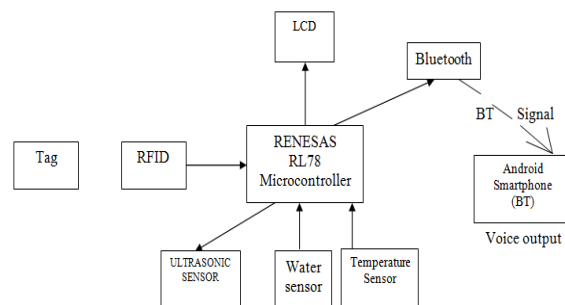 LCD
Bluetooth
BT Signal
Tag
RFID
RENESAS
RL78
Microcontroller
Android
Smartphone
(BT)
Voice output
ULTRASONIC
SENSOR
Water
sensor
Temperature
Sensor